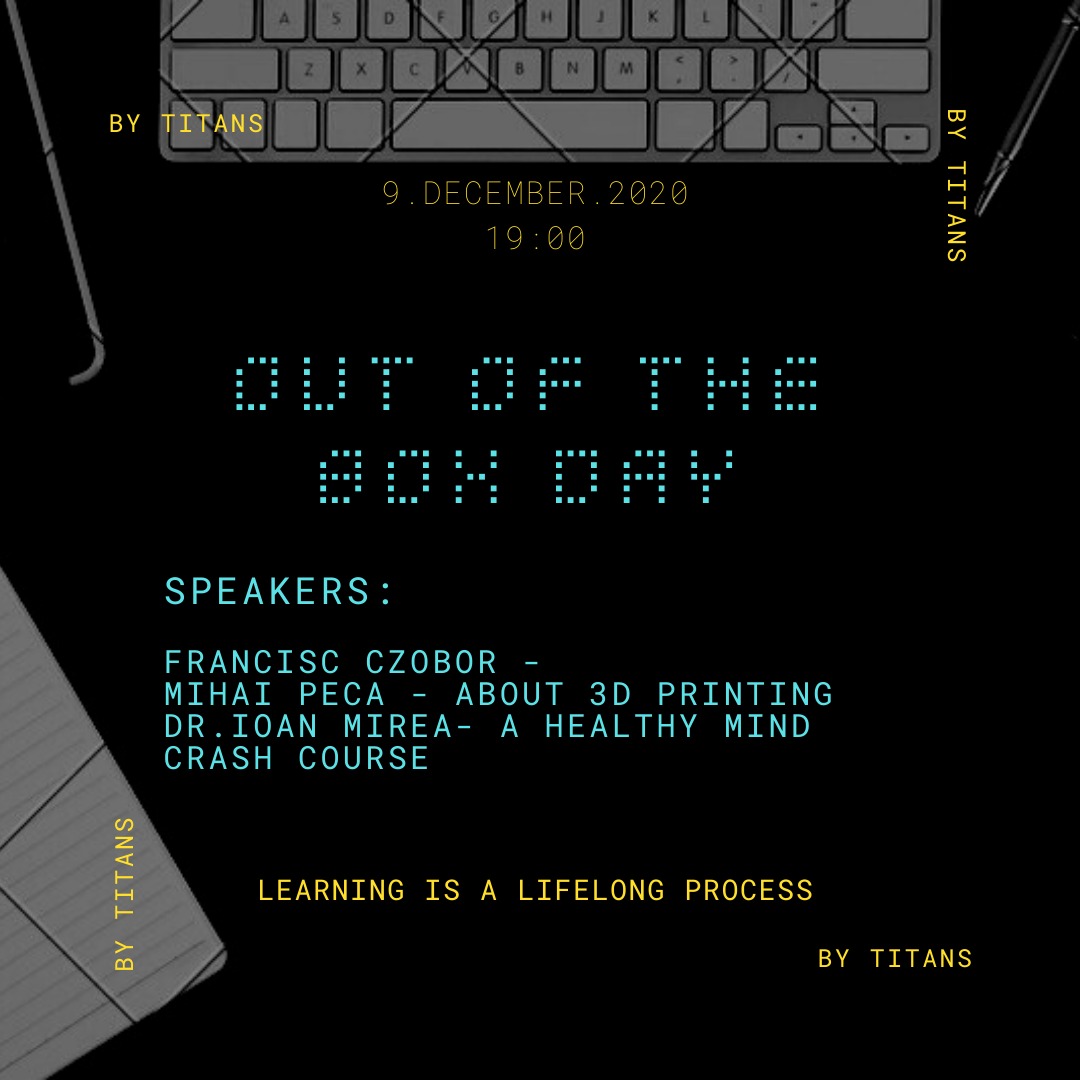 A S D F G H J K L : ;
Z X C V B N M < , > . /
BY TITANS
BY TITANS
9.DECEMBER.2020
19:00
OUT OF THE
BOX DAY
SPEAKERS:
FRANCISC CZOBOR -
MIHAI PECA - ABOUT 3D PRINTING
DR.IOAN MIREA- A HEALTHY MIND
CRASH COURSE
BY TITANS
LEARNING IS A LIFELONG PROCESS
BY TITANS